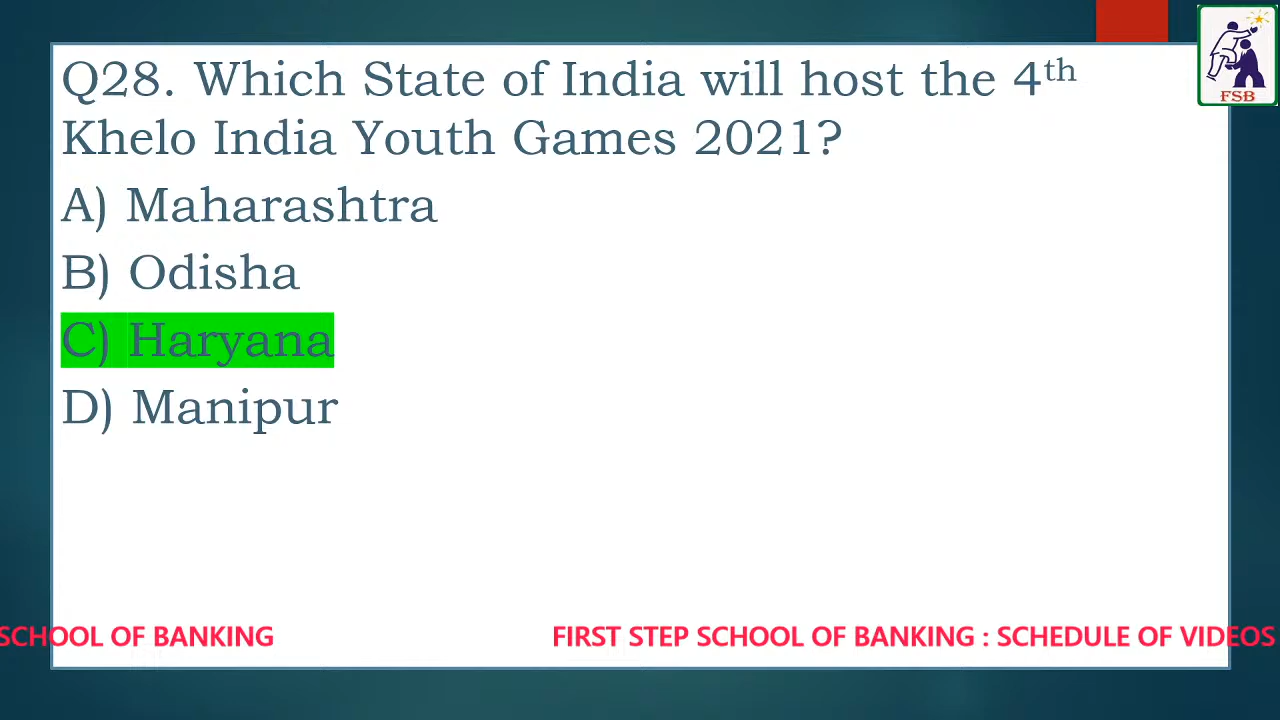 FSB
Q28. Which State of India will host the 4th
Khelo India Youth Games 2021?
A) Maharashtra
B) Odisha
C) Haryana
D) Manipur
SCHOOL OF BANKING FIRST STEP SCHOOL OF BANKING : SCHEDULE OF VIDEOS